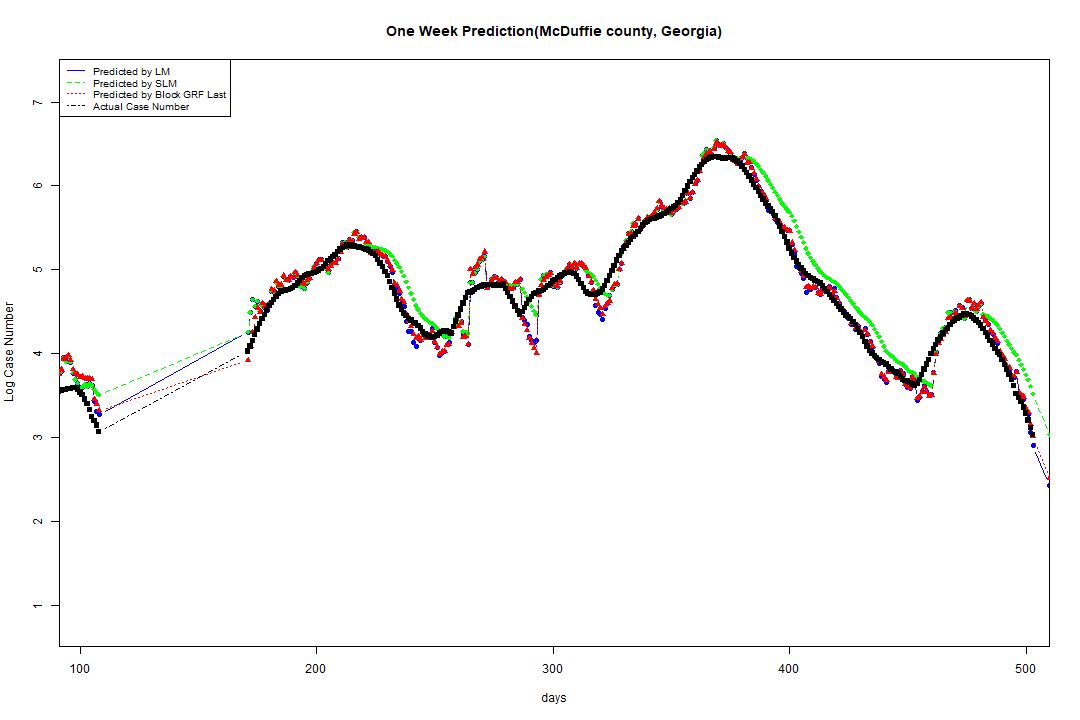 One Week Prediction(McDuffie county, Georgia)
Predicted by LM
Predicted by SLM
Predicted by Block GRF Last
Actual Case Number
7
6
5
4
3
2
1
Log Case Number
100 200 300 400 500
days